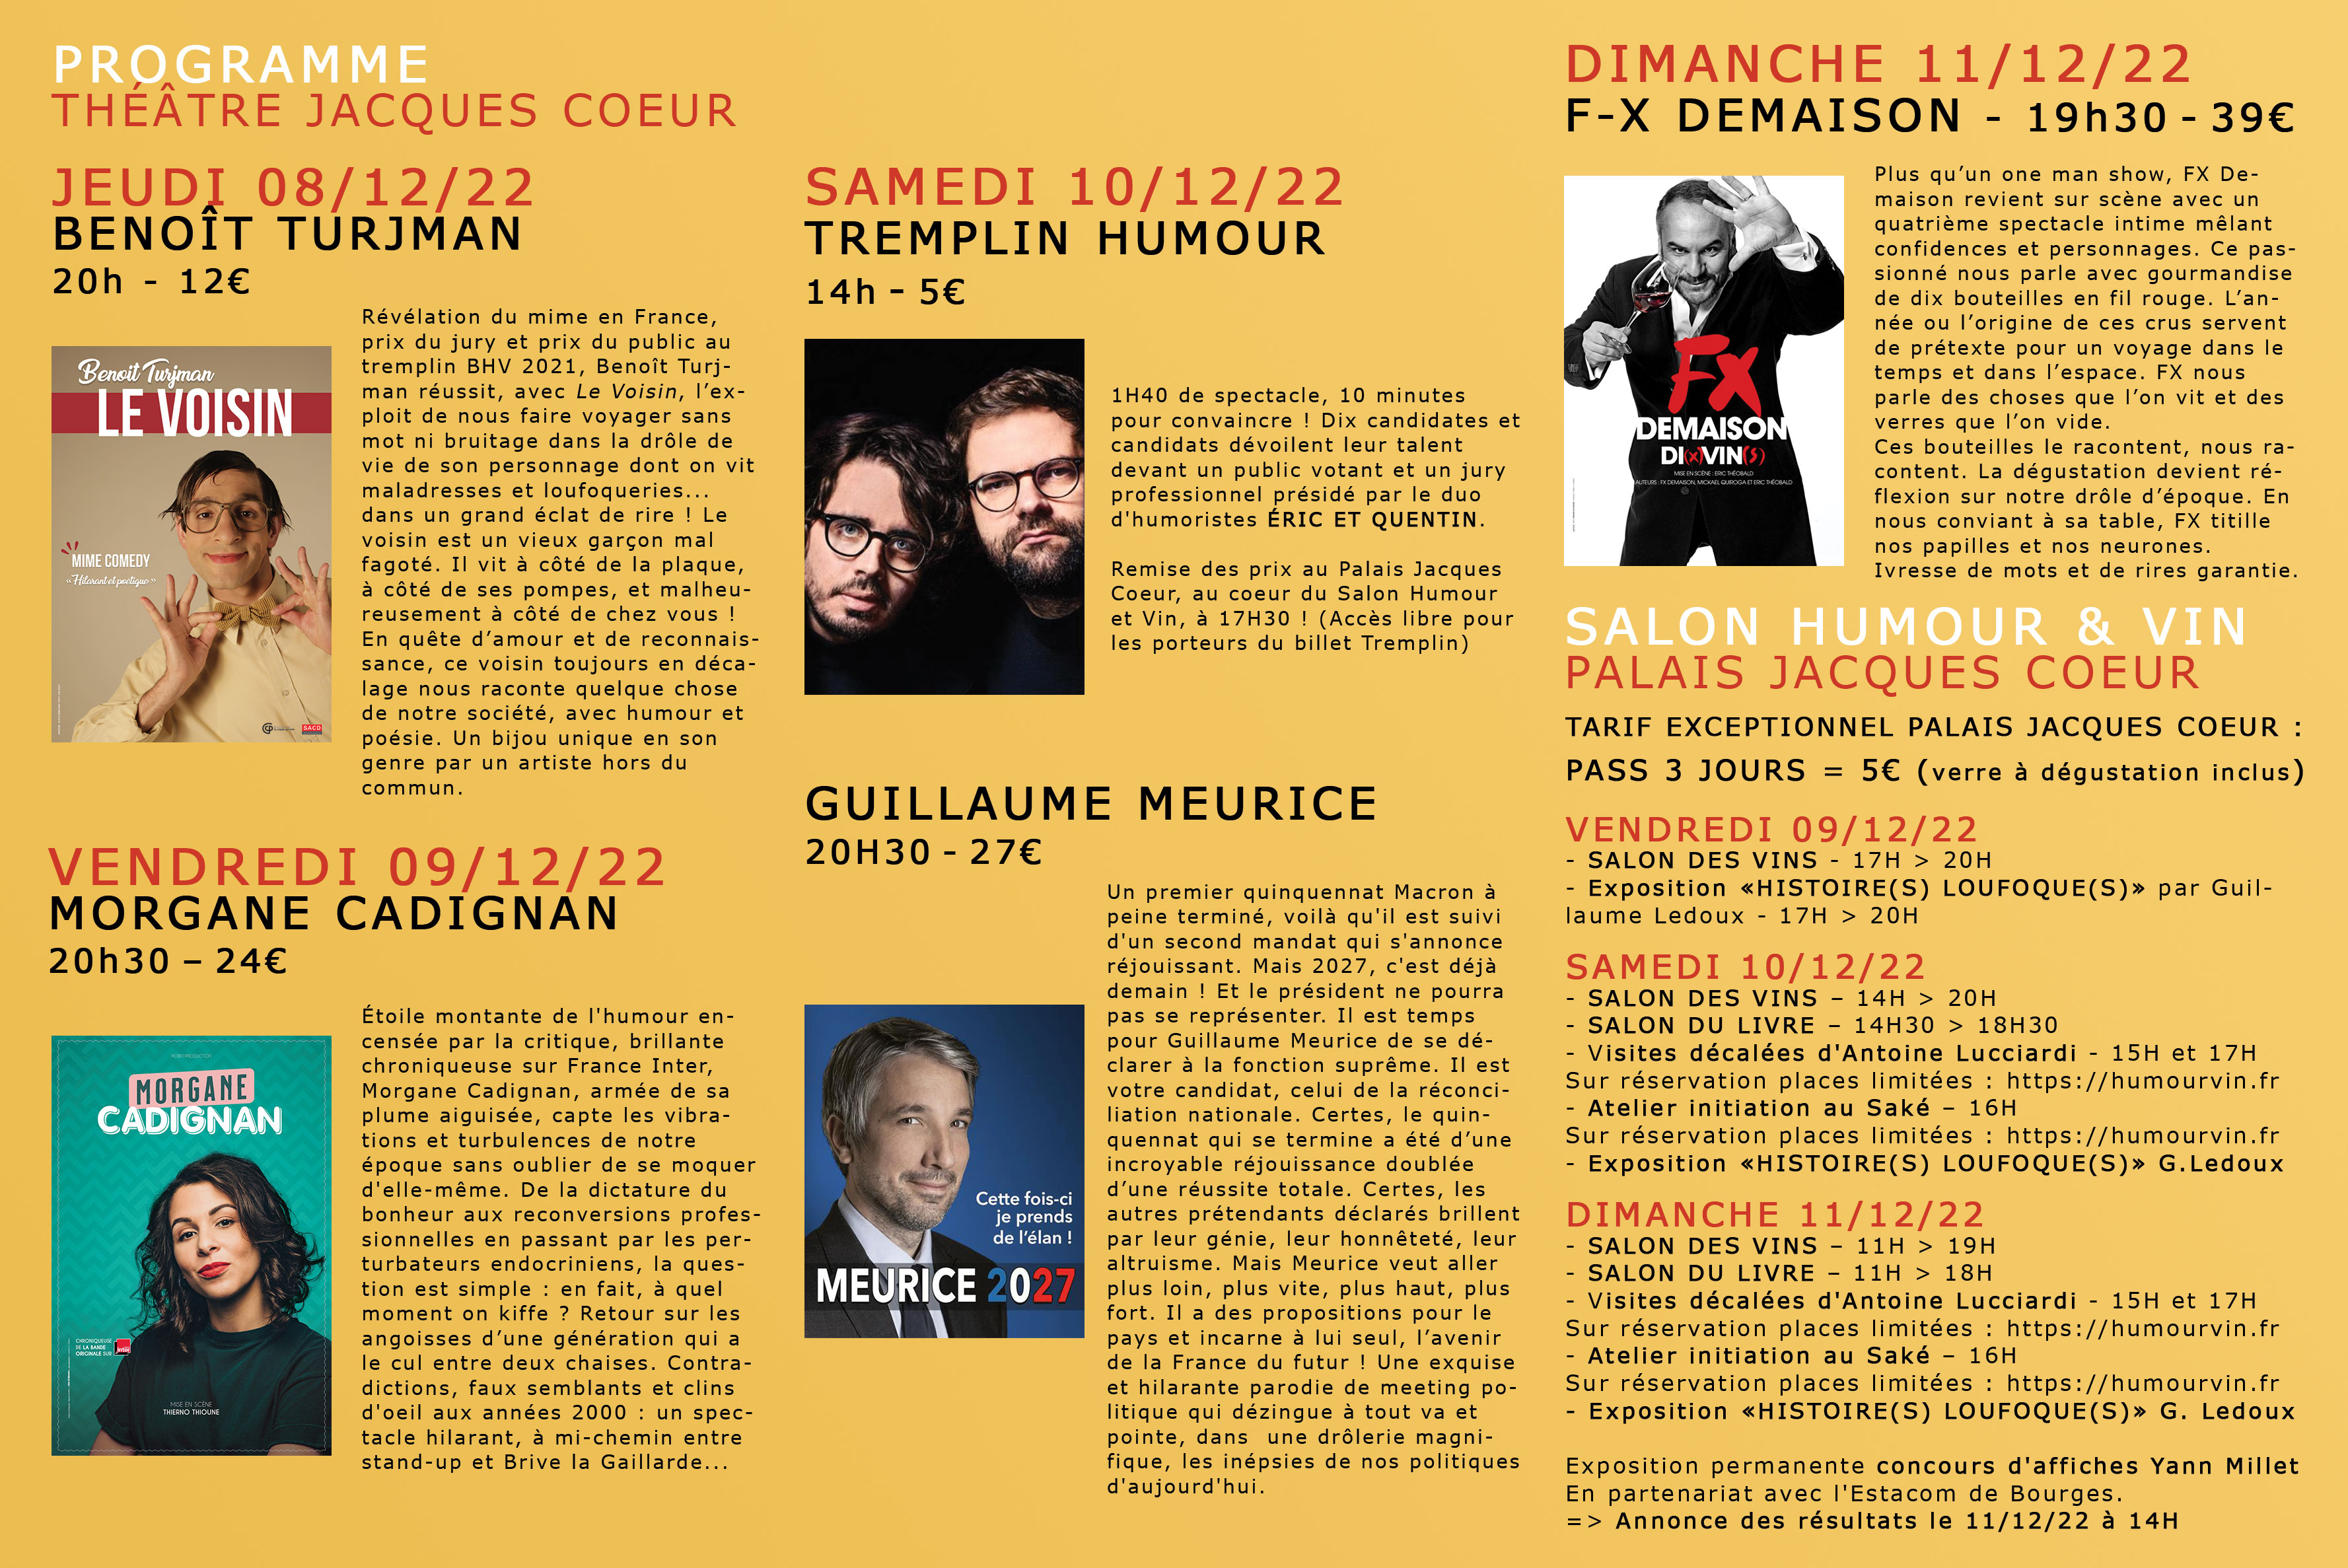 PROGRAMME
THÉÂTRE JACQUES COEUR
JEUDI 08/12/22
BENOÎT TURJMAN
20h - 12€
Benoit Turjman
LE VOISIN
MIME COMEDY
«Hilarant et poétique»
SACD
Révélation du mime en France,
prix du jury et prix du public au
tremplin BHV 2021, Benoît Turj-
man réussit, avec Le Voisin, l’ex-
ploit de nous faire voyager sans
mot ni bruitage dans la drôle de
vie de son personnage dont on vit
maladresses et loufoqueries...
dans un grand éclat de rire ! Le
voisin est un vieux garçon mal
fagoté. Il vit à côté de la plaque,
à côté de ses pompes, et malheu-
reusement à côté de chez vous !
En quête d’amour et de reconnais-
sance, ce voisin toujours en déca-
lage nous raconte quelque chose
de notre société, avec humour et
poésie. Un bijou unique en son
genre par un artiste hors du
commun.
VENDREDI 09/12/22
MORGANE CADIGNAN
20h30 – 24€
MORGANE
CADIGNAN
CHRONIQUEUSE
DE LA BANDE
ORIGINALE SUR
inter
MISE EN SCÈNE
THIERNO THIOUNE
Étoile montante de l'humour en-
censée par la critique, brillante
chroniqueuse sur France Inter,
Morgane Cadignan, armée de sa
plume aiguisée, capte les vibra-
tions et turbulences de notre
époque sans oublier de se moquer
d'elle-même. De la dictature du
bonheur aux reconversions profes-
sionnelles en passant par les per-
turbateurs endocriniens, la ques-
tion est simple : en fait, à quel
moment on kiffe ? Retour sur les
angoisses d’une génération qui a
le cul entre deux chaises. Contra-
dictions, faux semblants et clins
d'oeil aux années 2000 : un spec-
tacle hilarant, à mi-chemin entre
stand-up et Brive la Gaillarde...
SAMEDI 10/12/22
TREMPLIN HUMOUR
14h – 5€
1H40 de spectacle, 10 minutes
pour convaincre ! Dix candidates et
candidats dévoilent leur talent
devant un public votant et un jury
professionnel présidé par le duo
d'humoristes ÉRIC ET QUENTIN.
Remise des prix au Palais Jacques
Coeur, au coeur du Salon Humour
et Vin, à 17H30 ! (Accès libre pour
les porteurs du billet Tremplin)
GUILLAUME MEURICE
20H30 – 27€
Cette fois-ci
je prends
de l’élan !
MEURICE 2027
Un premier quinquennat Macron à
peine terminé, voilà qu'il est suivi
d'un second mandat qui s'annonce
réjouissant. Mais 2027, c'est déjà
demain ! Et le président ne pourra
pas se représenter. Il est temps
pour Guillaume Meurice de se dé-
clarer à la fonction suprême. Il est
votre candidat, celui de la réconci-
liation nationale. Certes, le quin-
quennat qui se termine a été d’une
incroyable réjouissance doublée
d’une réussite totale. Certes, les
autres prétendants déclarés brillent
par leur génie, leur honnêteté, leur
altruisme. Mais Meurice veut aller
plus loin, plus vite, plus haut, plus
fort. Il a des propositions pour le
pays et incarne à lui seul, l’avenir
de la France du futur ! Une exquise
et hilarante parodie de meeting po-
litique qui dézingue à tout va et
pointe, dans une drôlerie magni-
fique, les inépsies de nos politiques
d'aujourd'hui.
DIMANCHE 11/12/22
F-X DEMAISON - 19h30 - 39€
FX
DEMAISON
DI(X)VIN(S)
MISE EN SCÈNE : ERIC THÉOBALD
AUTEURS : FX DEMAISON, MICKAEL QUIROGA ET ERIC THÉOBALD
Plus qu’un one man show, FX De-
maison revient sur scène avec un
quatrième spectacle intime mêlant
confidences et personnages. Ce pas-
sionné nous parle avec gourmandise
de dix bouteilles en fil rouge. L’an-
née ou l’origine de ces crus servent
de prétexte pour un voyage dans le
temps et dans l’espace. FX nous
parle des choses que l’on vit et des
verres que l’on vide.
Ces bouteilles le racontent, nous ra-
content. La dégustation devient ré-
flexion sur notre drôle d’époque. En
nous conviant à sa table, FX titille
nos papilles et nos neurones.
Ivresse de mots et de rires garantie.
SALON HUMOUR & VIN
PALAIS JACQUES COEUR
TARIF EXCEPTIONNEL PALAIS JACQUES COEUR :
PASS 3 JOURS = 5€ (verre à dégustation inclus)
VENDREDI 09/12/22
- SALON DES VINS - 17H > 20H
- Exposition «HISTOIRE(S) LOUFOQUE(S)» par Guil-
laume Ledoux - 17H > 20H
SAMEDI 10/12/22
- SALON DES VINS – 14H > 20H
- SALON DU LIVRE – 14H30 > 18H30
- Visites décalées d'Antoine Lucciardi - 15H et 17H
Sur réservation places limitées : https://humourvin.fr
- Atelier initiation au Saké – 16H
Sur réservation places limitées : https://humourvin.fr
- Exposition «HISTOIRE(S) LOUFOQUE(S)» G.Ledoux
DIMANCHE 11/12/22
- SALON DES VINS – 11H > 19H
- SALON DU LIVRE – 11H > 18H
- Visites décalées d'Antoine Lucciardi - 15H et 17H
Sur réservation places limitées : https://humourvin.fr
- Atelier initiation au Saké – 16H
Sur réservation places limitées : https://humourvin.fr
- Exposition «HISTOIRE(S) LOUFOQUE(S)» G. Ledoux
Exposition permanente concours d'affiches Yann Millet
En partenariat avec l'Estacom de Bourges.
=> Annonce des résultats le 11/12/22 à 14H